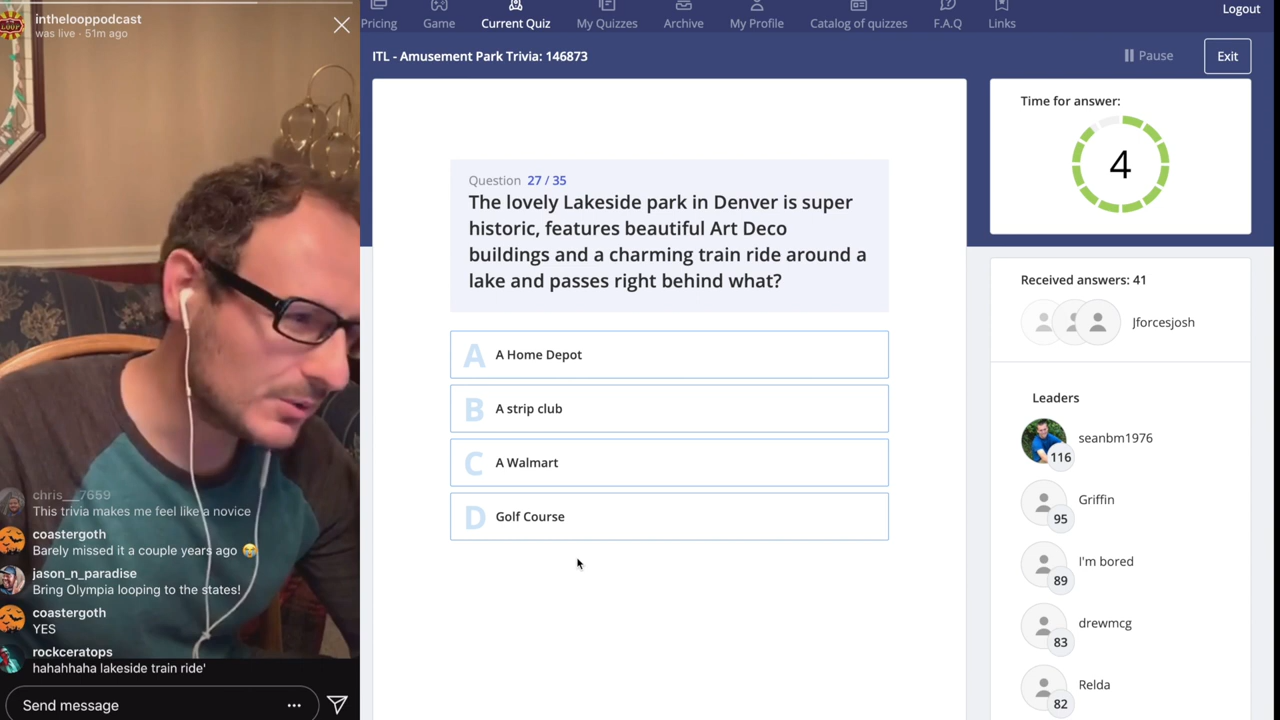 inthelooppodcast
was live · 51m ago
LOOP
chris__7659
This trivia makes me feel like a novice
coastergoth
Barely missed it a couple years ago 😭
jason_n_paradise
Bring Olympia looping to the states!
coastergoth
YES
rockceratops
hahahhaha lakeside train ride'
Send message
Pricing
Game
Current Quiz
My Quizzes
Archive
My Profile
Catalog of quizzes
F.A.Q
Links
Logout
ITL - Amusement Park Trivia: 146873
Pause
Exit
Question 27 / 35
The lovely Lakeside park in Denver is super
historic, features beautiful Art Deco
buildings and a charming train ride around a
lake and passes right behind what?
A A Home Depot
B A strip club
C A Walmart
D Golf Course
Time for answer:
4
Received answers: 41
Jforcesjosh
Leaders
seanbm1976
116
Griffin
95
I'm bored
89
drewmcg
83
Relda
82